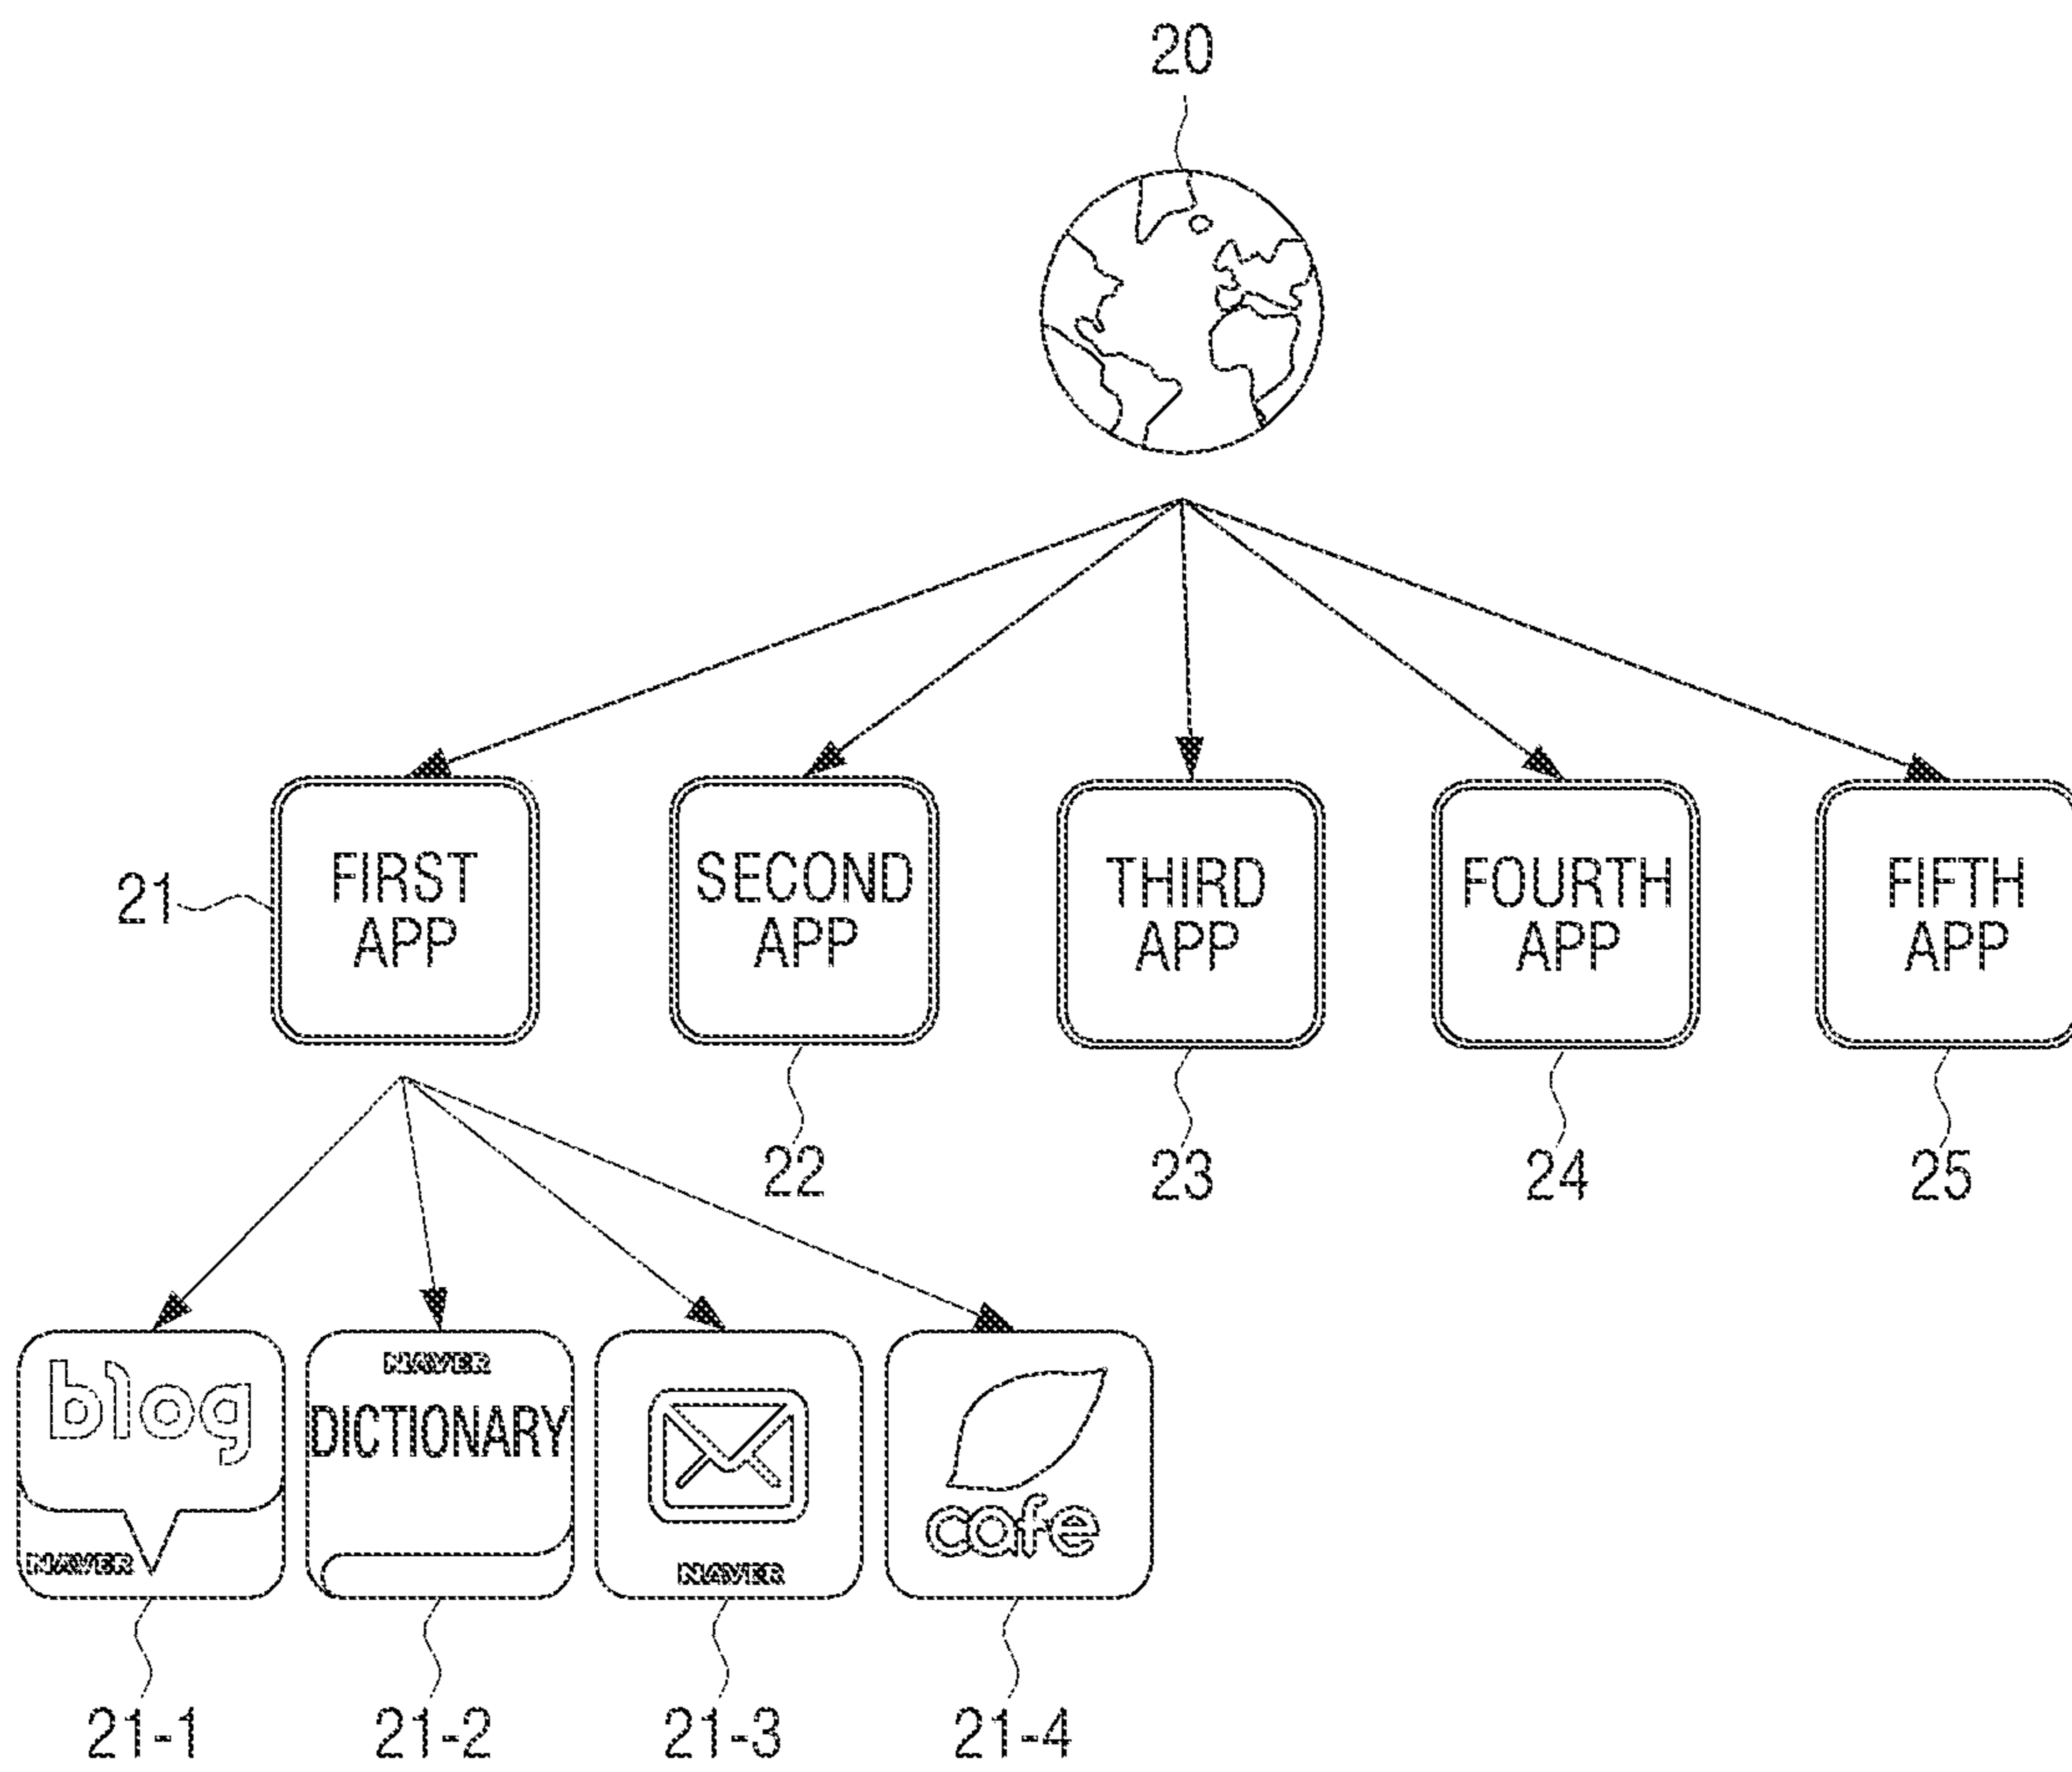 20
FIRST
APP
SECOND
APP
THIRD
APP
FOURTH
APP
FIFTH
APP
21
22
23
24
25
blog
NAVER
NAVER
DICTIONARY
NAVER
cafe
21-1
21-2
21-3
21-4